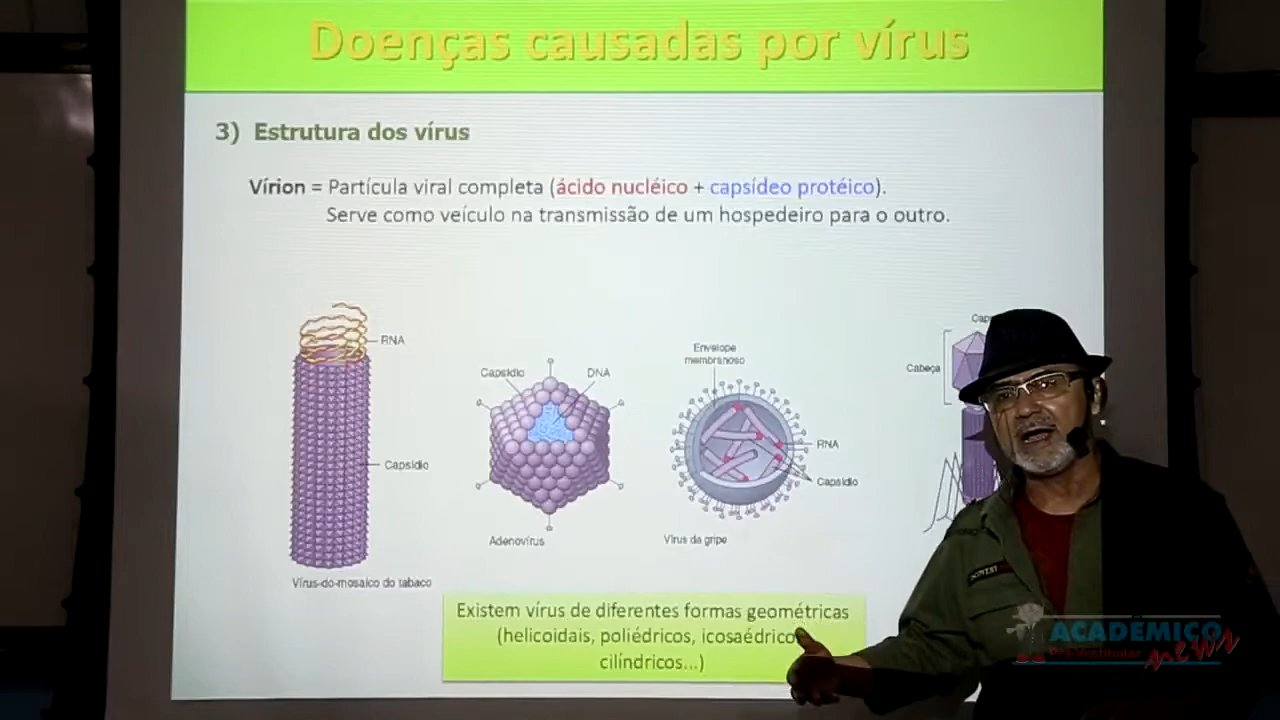 Doenças causadas por vírus
3) Estrutura dos vírus
Vírion = Partícula viral completa (ácido nucléico + capsídeo protéico).
Serve como veículo na transmissão de um hospedeiro para o outro.
RNA
Capsídio
Vírus-do-mosaico do tabaco
Capsídio
DNA
Adenovírus
Envelope
membranoso
RNA
Capsídio
Vírus da gripe
Cabeça
Existem vírus de diferentes formas geométricas
(helicoidais, poliédricos, icosaédricos
cilíndricos...)
ACADÊMICO
Pré-Vestibular
news